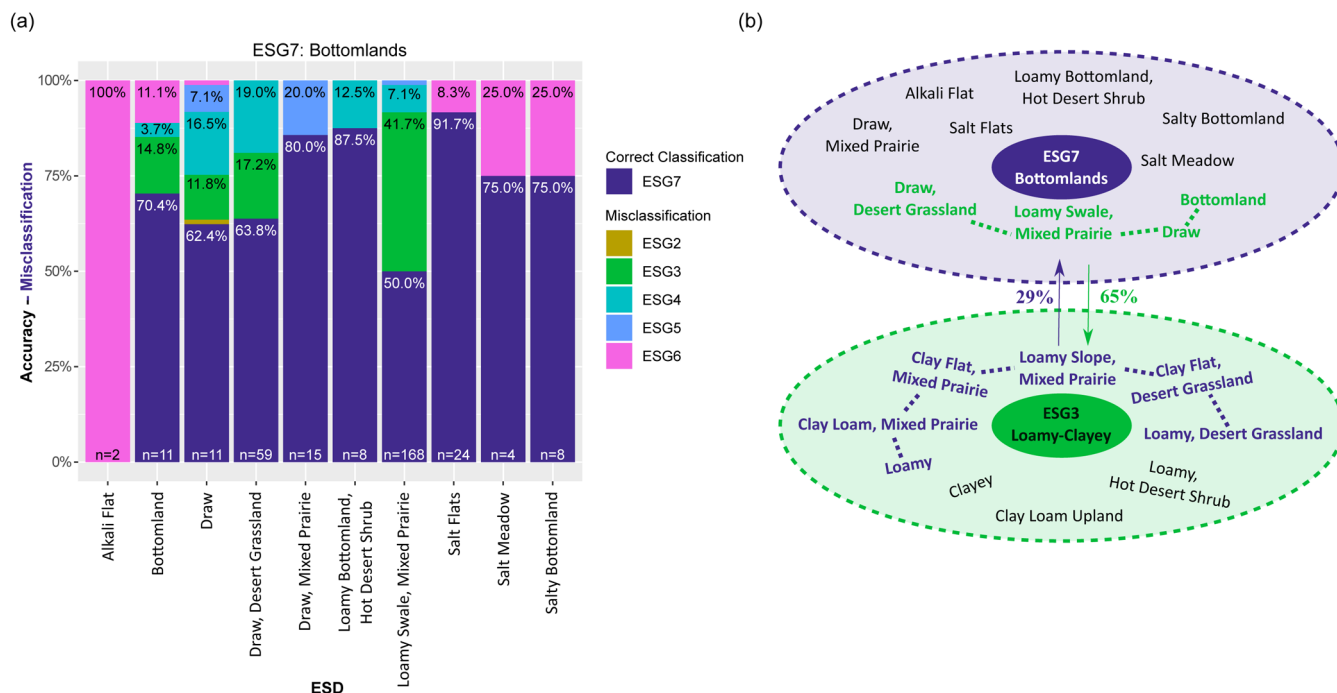 (a)
ESG7: Bottomlands
Accuracy – Misclassification
100%
75%
50%
25%
0%
100%
n=2
11.1%
3.7%
14.8%
70.4%
n=11
7.1%
16.5%
11.8%
62.4%
n=11
19.0%
17.2%
63.8%
n=59
20.0%
80.0%
n=15
12.5%
87.5%
n=8
7.1%
41.7%
50.0%
n=168
8.3%
91.7%
n=24
25.0%
75.0%
n=4
25.0%
75.0%
n=8
Alkali Flat
Bottomland
Draw
Draw, Desert Grassland
Draw, Mixed Prairie
Loamy Bottomland,
Hot Desert Shrub
Loamy Swale, Mixed Prairie
Salt Flats
Salt Meadow
Salty Bottomland
ESD
Correct Classification
ESG7
Misclassification
ESG2
ESG3
ESG4
ESG5
ESG6
(b)
Loamy Bottomland,
Hot Desert Shrub
Alkali Flat
Salty Bottomland
Draw,
Mixed Prairie
Salt Flats
ESG7
Bottomlands
Salt Meadow
Draw,
Desert Grassland
Loamy Swale,
Mixed Prairie
Bottomland
Draw
29%
65%
Clay Flat,
Mixed Prairie
Loamy Slope,
Mixed Prairie
Clay Flat,
Desert Grassland
Clay Loam, Mixed Prairie
ESG3
Loamy-Clayey
Loamy, Desert Grassland
Loamy
Clayey
Loamy,
Hot Desert Shrub
Clay Loam Upland